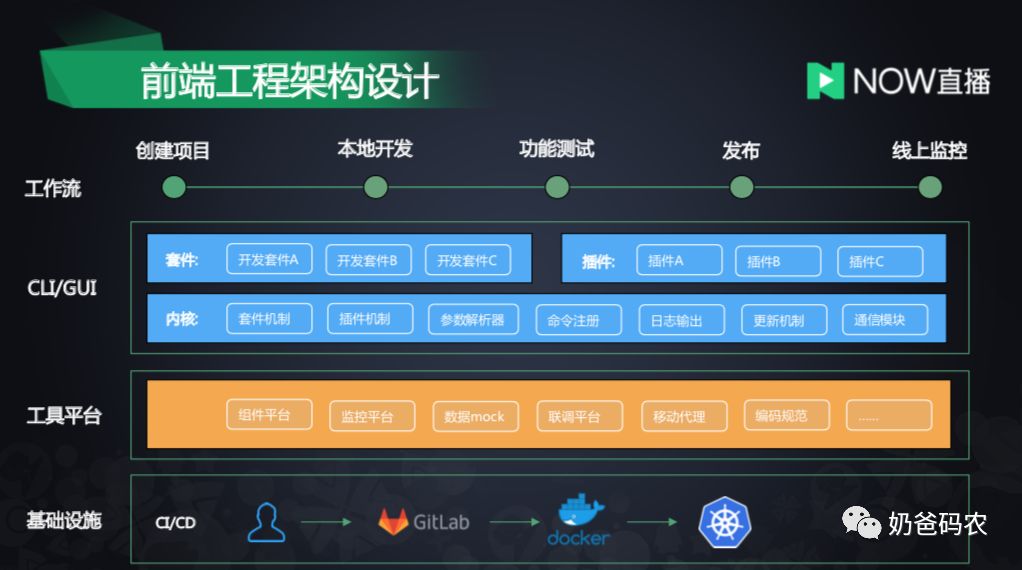 前端工程架构设计
NOW直播
创建项目 本地开发 功能测试 发布 线上监控
工作流
套件: 开发套件A 开发套件B 开发套件C 插件: 插件A 插件B 插件C
CLI/GUI
内核: 套件机制 插件机制 参数解析器 命令注册 日志输出 更新机制 通信模块
工具平台
组件平台 监控平台 数据mock 联调平台 移动代理 编码规范 ......
基础设施
CI/CD GitLab docker
奶爸码农